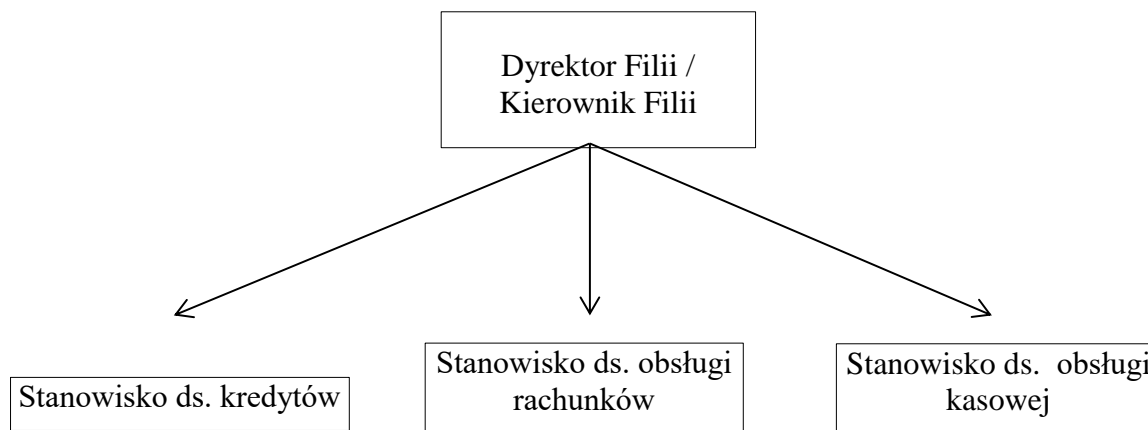 Dyrektor Filii /
Kierownik Filii
Stanowisko ds. kredytów
Stanowisko ds. obsługi
rachunków
Stanowisko ds. obsługi
kasowej